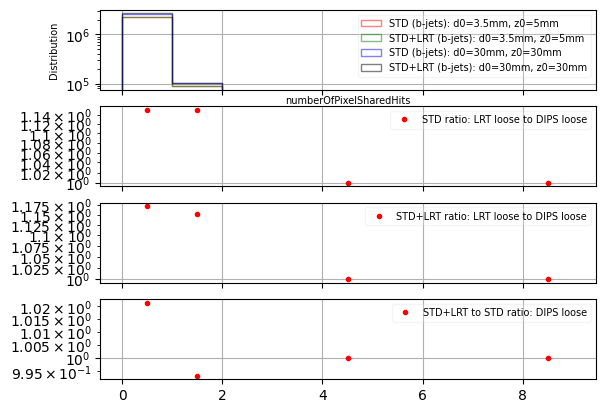 Distribution
10^6
10^5
STD (b-jets): d0=3.5mm, z0=5mm
STD+LRT (b-jets): d0=3.5mm, z0=5mm
STD (b-jets): d0=30mm, z0=30mm
STD+LRT (b-jets): d0=30mm, z0=30mm
numberOfPixelSharedHits
1.14 × 10^0
1.12 × 10^0
1.1 × 10^0
1.08 × 10^0
1.06 × 10^0
1.04 × 10^0
1.02 × 10^0
10^0
STD ratio: LRT loose to DIPS loose
1.175 × 10^0
1.15 × 10^0
1.125 × 10^0
1.1 × 10^0
1.075 × 10^0
1.05 × 10^0
1.025 × 10^0
10^0
STD+LRT ratio: LRT loose to DIPS loose
1.02 × 10^0
1.015 × 10^0
1.01 × 10^0
1.005 × 10^0
10^0
9.95 × 10^-1
STD+LRT to STD ratio: DIPS loose
0 2 4 6 8